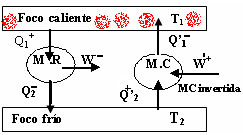 Foco caliente T₁
Q₁⁺ Q'₁⁻
M.R W⁻ M.C W'⁺
Q₂⁻ Q'⁺₂ MC invertida
Foco frío T₂